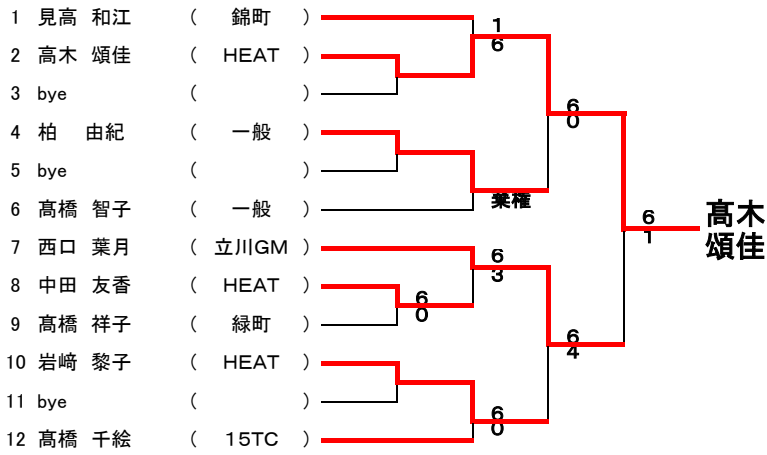 1 見高 和江 ( 錦町 )
1
6
2 高木 頌佳 ( HEAT )
3 bye ( )
6
0
4 柏 由紀 ( 一般 )
5 bye ( )
棄権
6 髙橋 智子 ( 一般 )
6
1
髙木
頌佳
7 西口 葉月 ( 立川GM )
6
3
8 中田 友香 ( HEAT )
6
0
9 髙橋 祥子 ( 緑町 )
6
4
10 岩﨑 黎子 ( HEAT )
11 bye ( )
6
0
12 髙橋 千絵 ( 15TC )